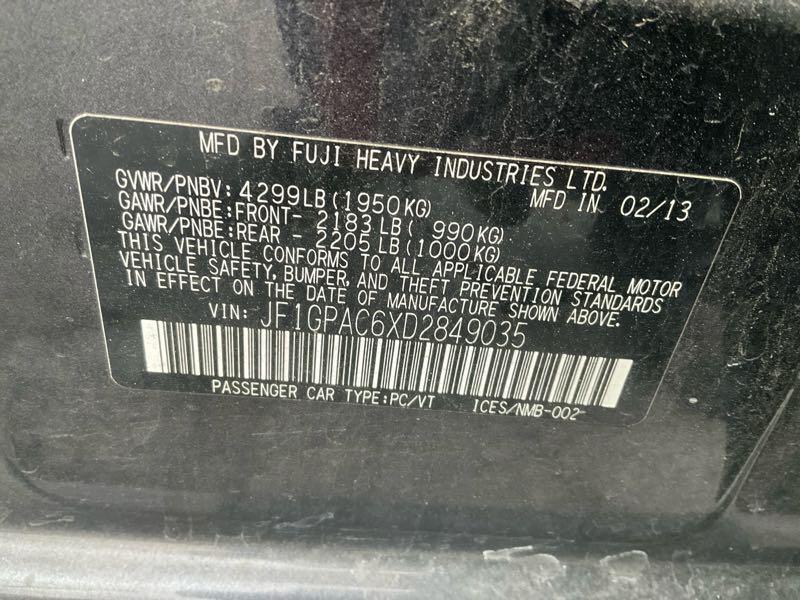 MFD BY FUJI HEAVY INDUSTRIES LTD.
GVWR/PNBV: 4299LB (1950KG) MFD IN 02/13
GAWR/PNBE:FRONT- 2183LB ( 990KG)
GAWR/PNBE:REAR - 2205LB (1000KG)
THIS VEHICLE CONFORMS TO ALL APPLICABLE FEDERAL MOTOR
VEHICLE SAFETY, BUMPER, AND THEFT PREVENTION STANDARDS
IN EFFECT ON THE DATE OF MANUFACTURE SHOWN ABOVE
VIN: JF1GPAC6XD2849035
PASSENGER CAR TYPE:PC/VT ICES/NMB-002